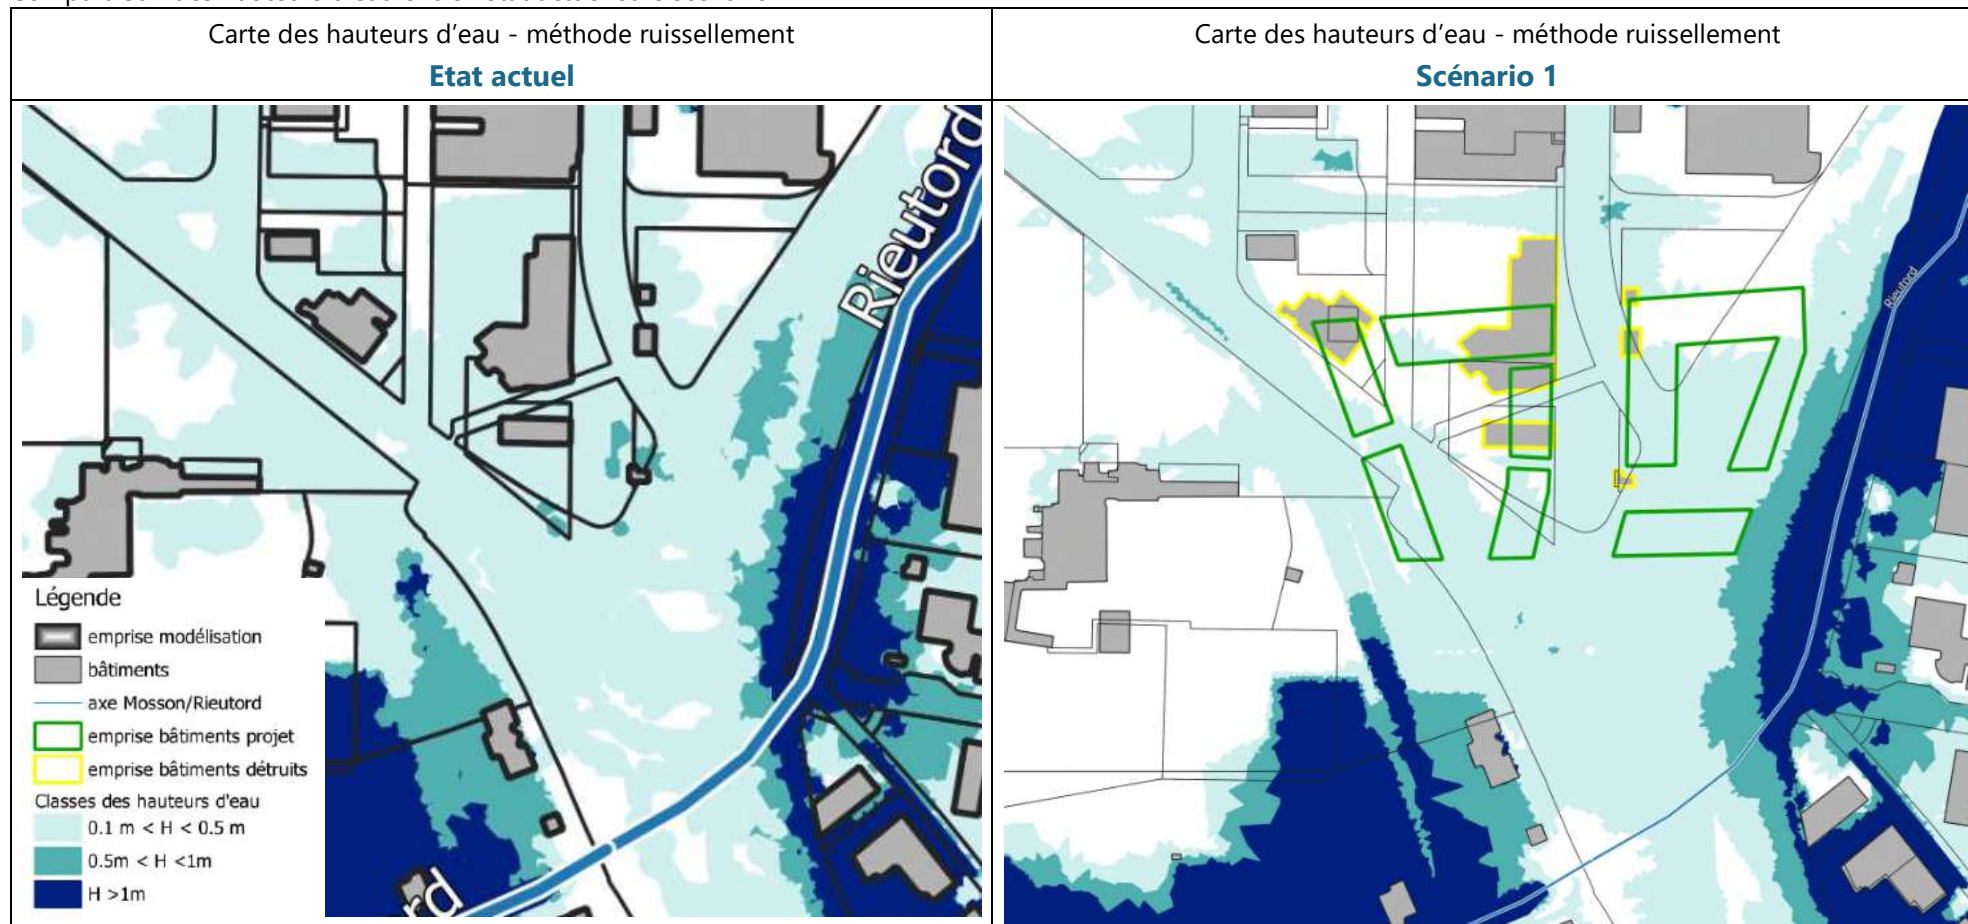 Carte des hauteurs d'eau - méthode ruissellement
Etat actuel
Carte des hauteurs d'eau - méthode ruissellement
Scénario 1
Rieutord
Rieutord
Légende
emprise modélisation
bâtiments
axe Mosson/Rieutord
emprise bâtiments projet
emprise bâtiments détruits
Classes des hauteurs d'eau
0.1 m < H < 0.5 m
0.5m < H <1m
H >1m
rd